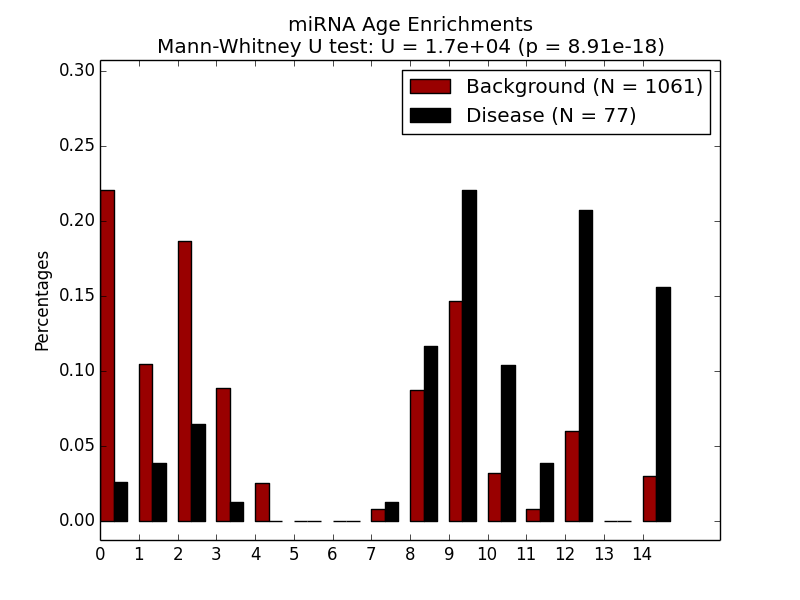 miRNA Age Enrichments
Mann-Whitney U test: U = 1.7e+04 (p = 8.91e-18)
Background (N = 1061)
Disease (N = 77)
Percentages
0.30
0.25
0.20
0.15
0.10
0.05
0.00
0 1 2 3 4 5 6 7 8 9 10 11 12 13 14